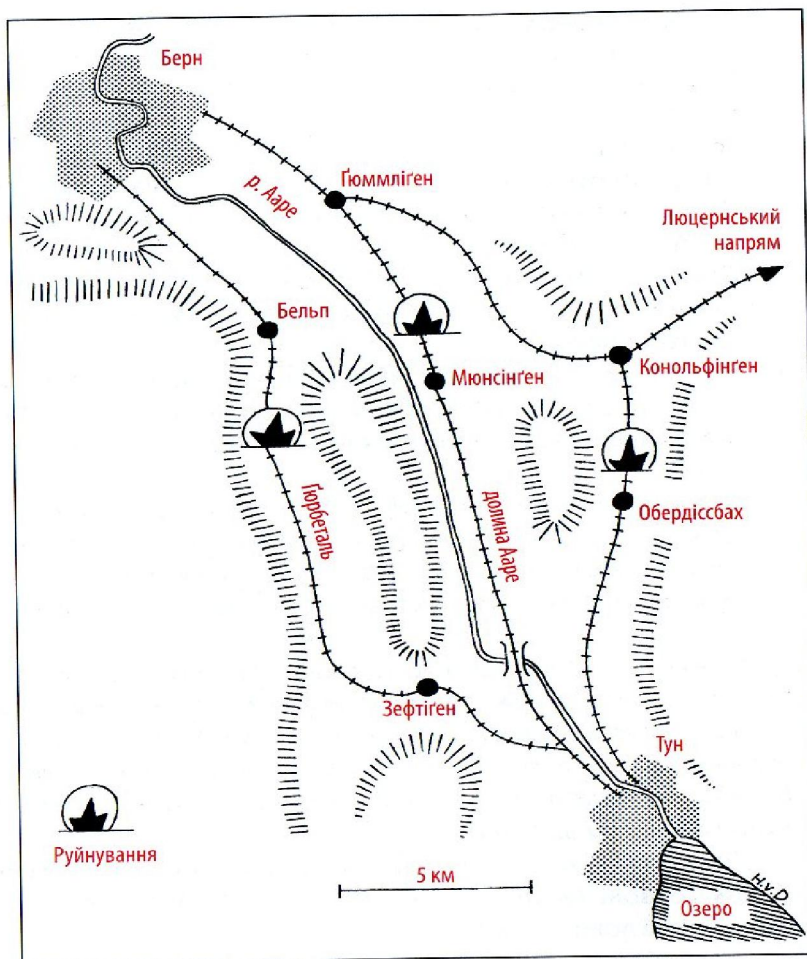 Берн
р. Ааре
Ґюммліґен
Люцернський
напрям
Бельп
Мюнсінґен
Конольфінґен
Ґюрбеталь
долина Ааре
Обердіссбах
Зефтіґен
Тун
Руйнування
5 км
Озеро
H.v.D.